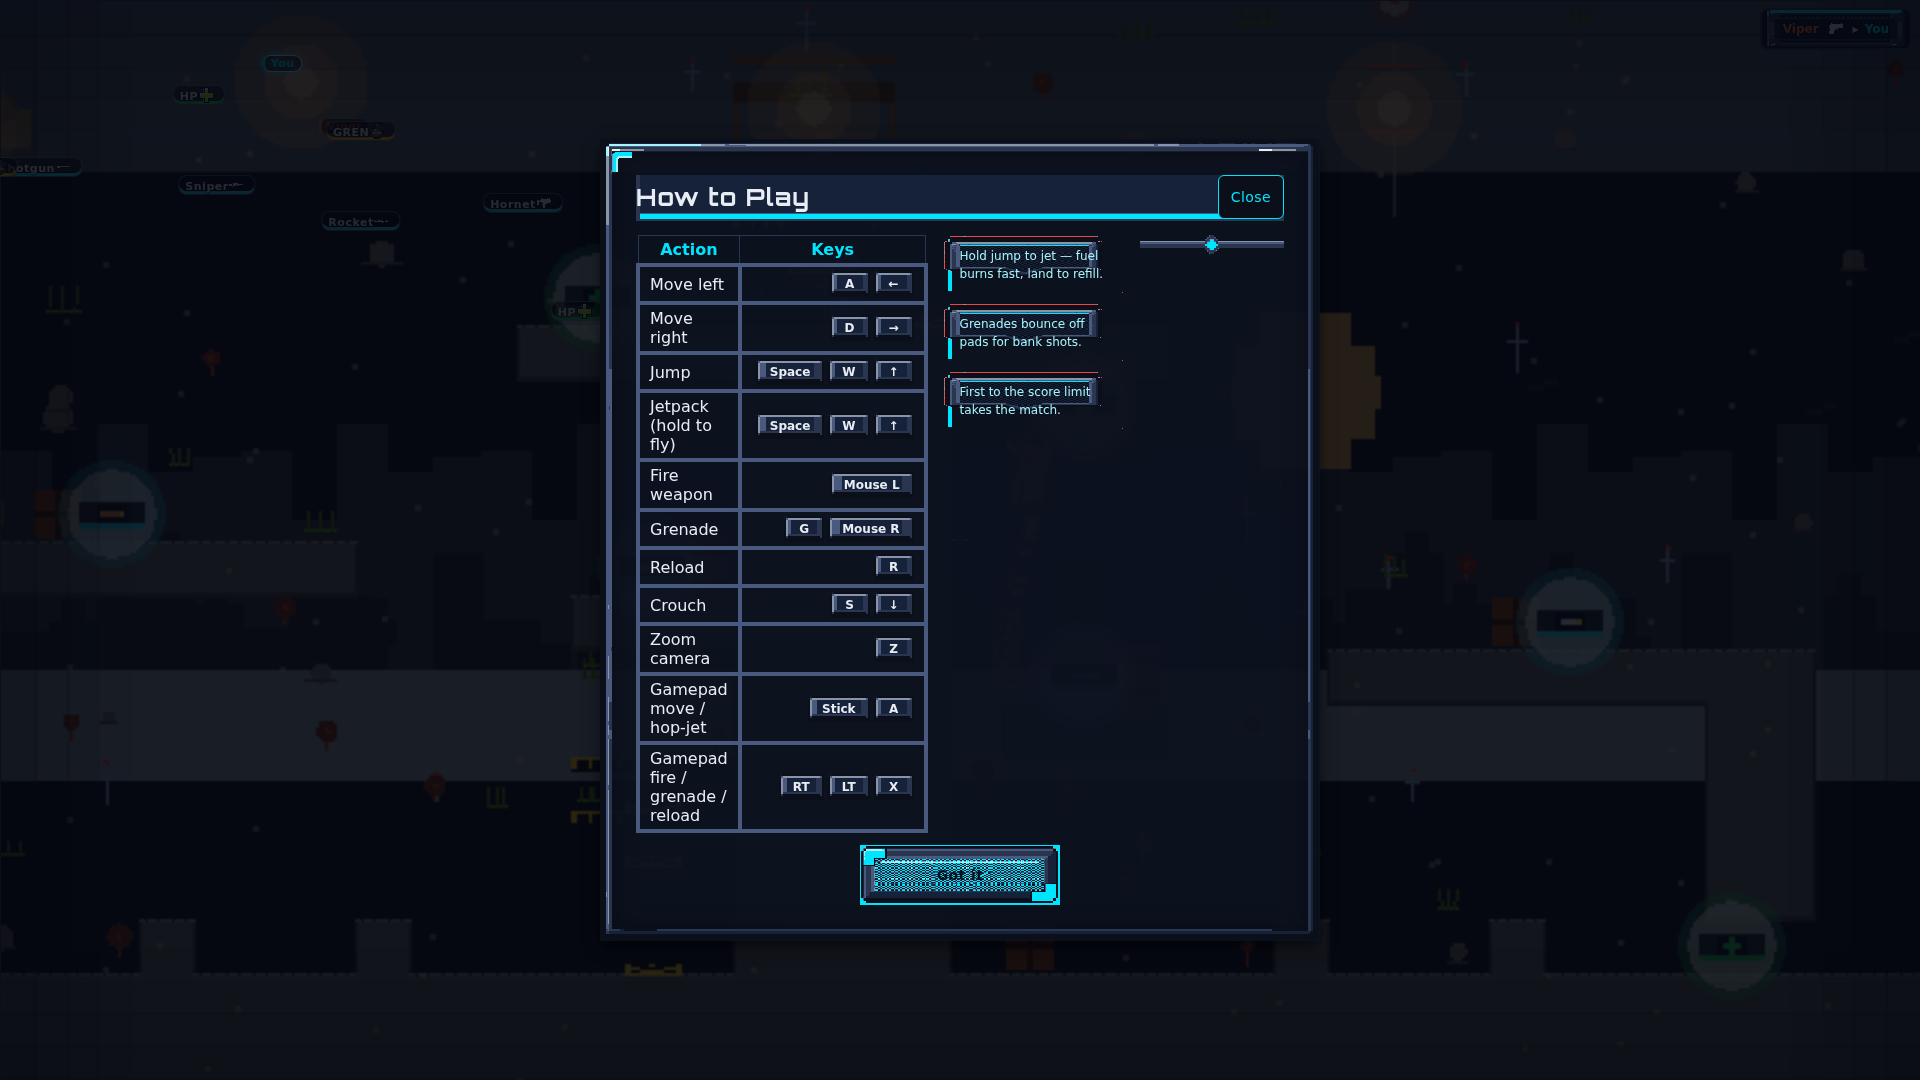 Viper ▸ You
You
HP
GREN
Sniper
Hornet
Rocket
HP
How to Play
Close
Action Keys
Move left A ←
Move
right
D →
Jump Space W ↑
Jetpack
(hold to
fly)
Space W ↑
Fire
weapon
Mouse L
Grenade G Mouse R
Reload R
Crouch S ↓
Zoom
camera
Z
Gamepad
move /
hop-jet
Stick A
Gamepad
fire /
grenade /
reload
RT LT X
Hold jump to jet — fuel
burns fast, land to refill.
Grenades bounce off
pads for bank shots.
First to the score limit
takes the match.
Got it